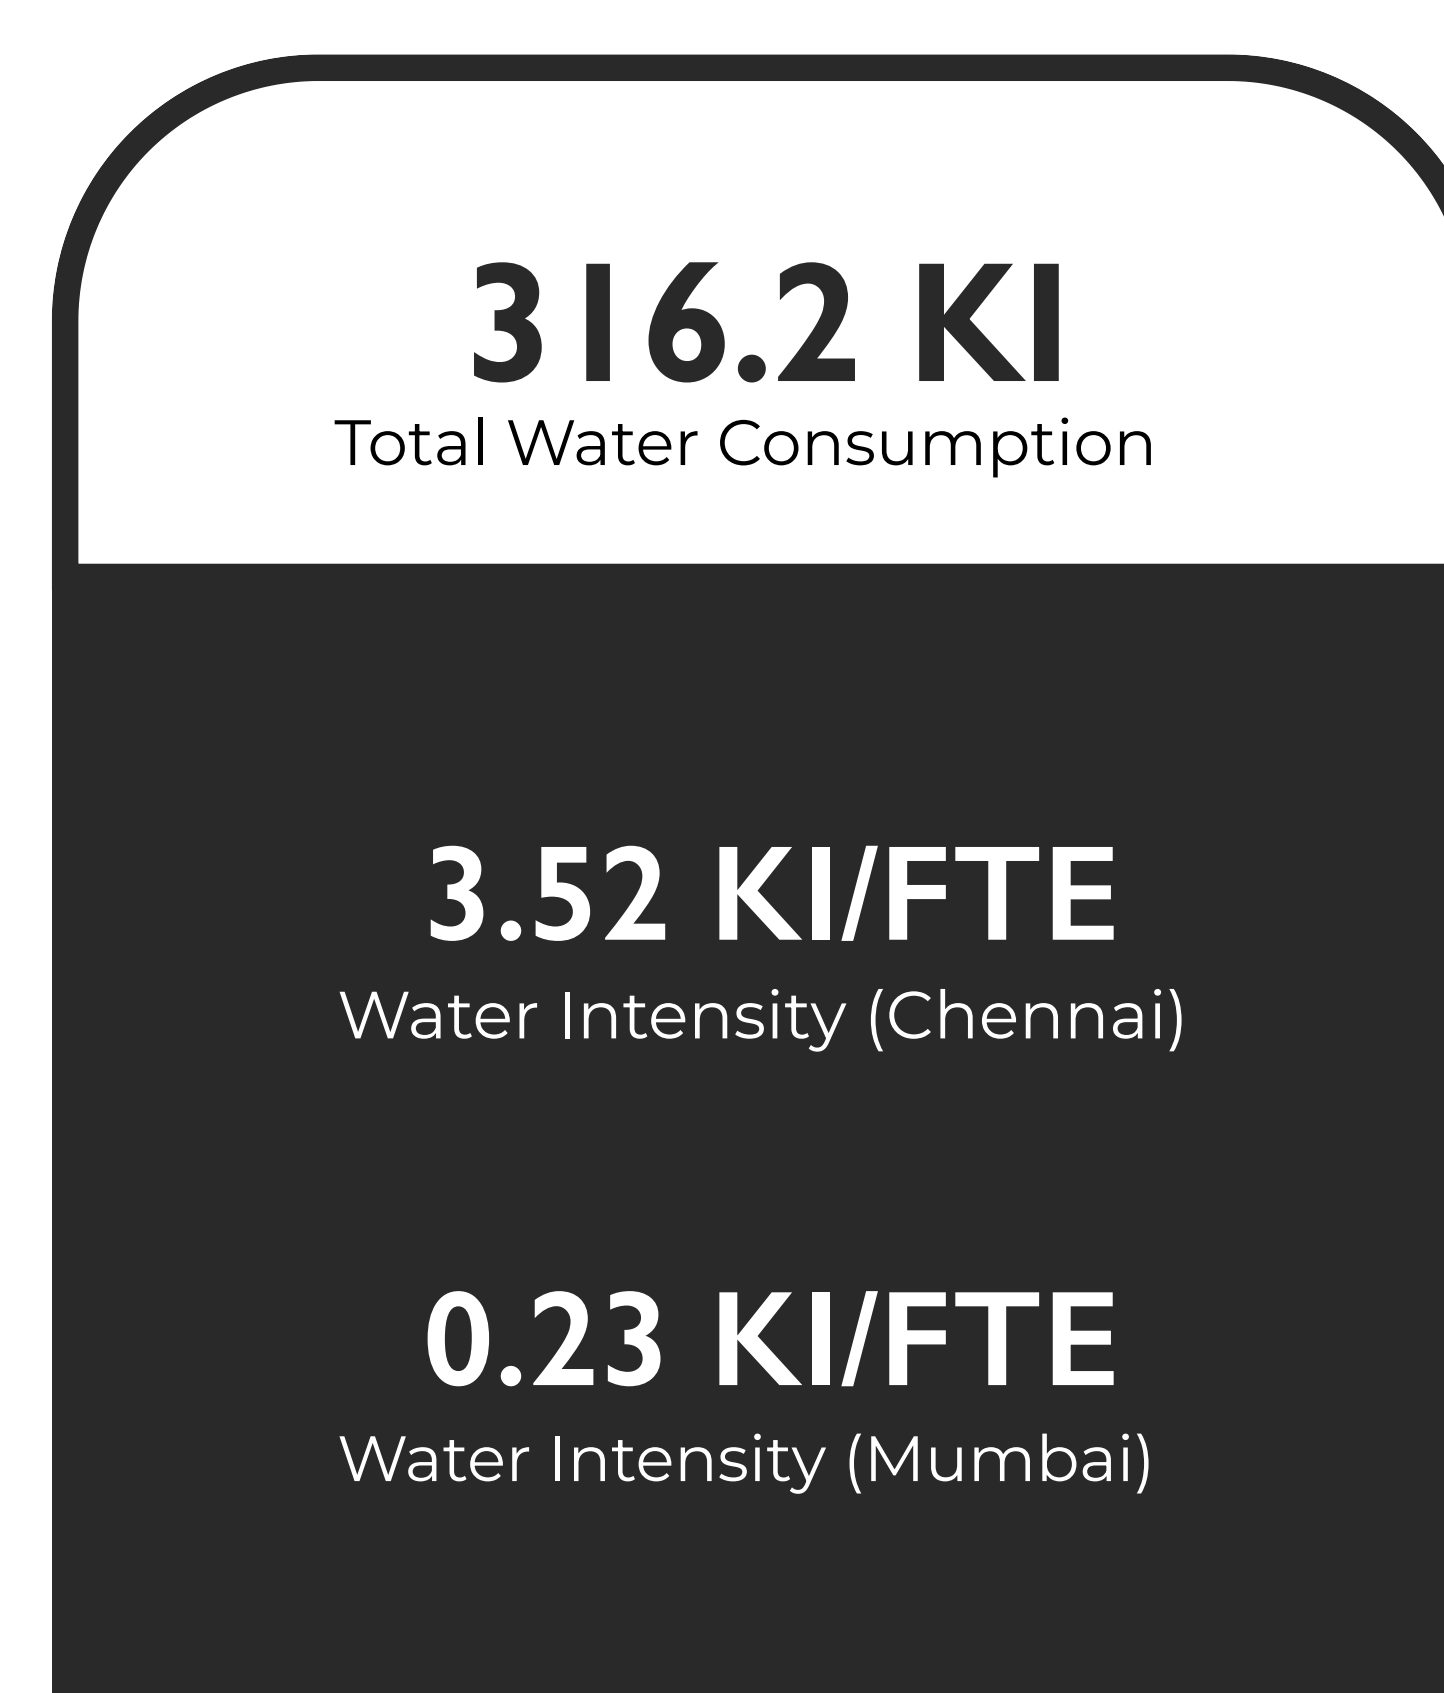 316.2 Kl
Total Water Consumption
3.52 Kl/FTE
Water Intensity (Chennai)
0.23 Kl/FTE
Water Intensity (Mumbai)